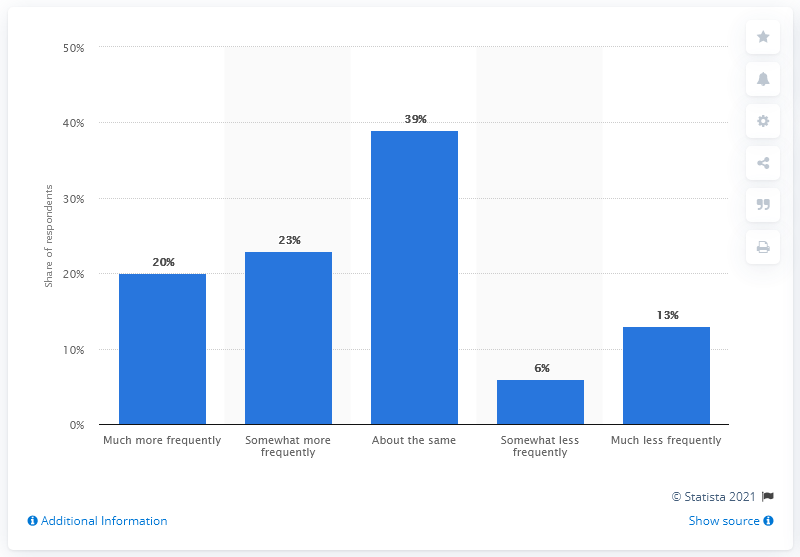 50%
40%
30%
20%
10%
0%
Share of respondents
20%
23%
39%
6%
13%
Much more frequently
Somewhat more
frequently
About the same
Somewhat less
frequently
Much less frequently
© Statista 2021
Additional Information
Show source